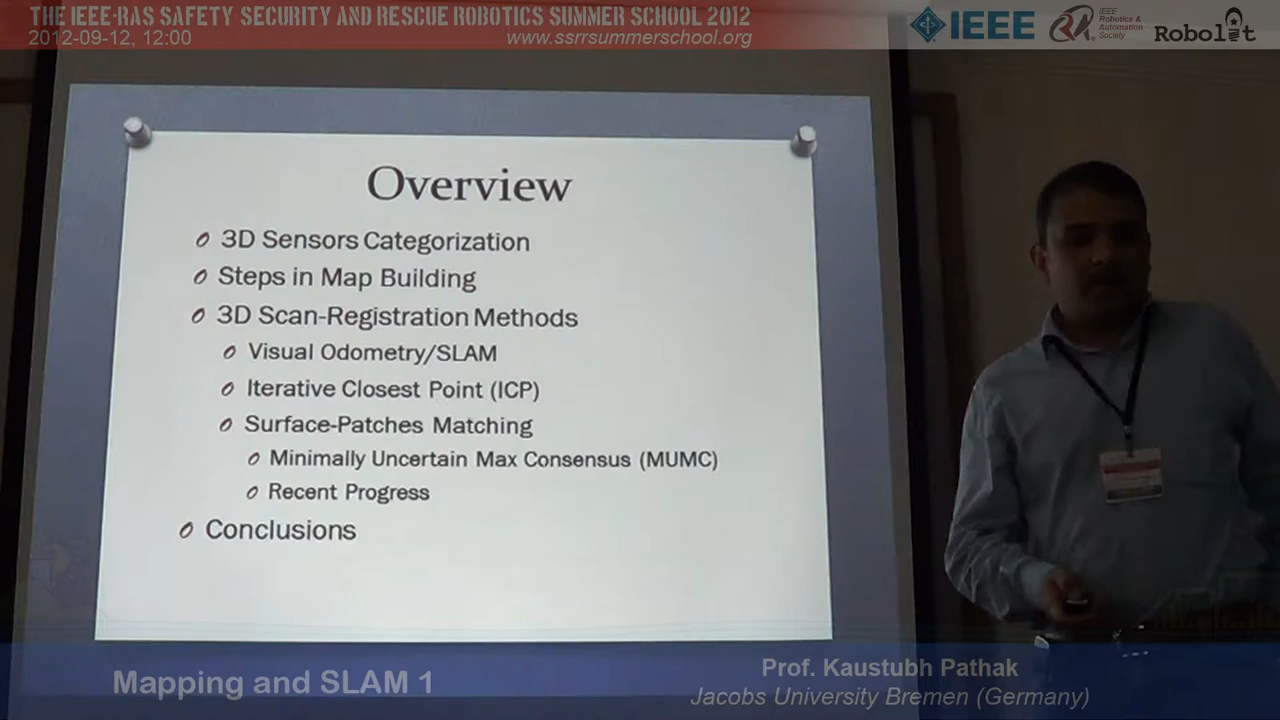 THE IEEE-RAS SAFETY SECURITY AND RESCUE ROBOTICS SUMMER SCHOOL 2012
2012-09-12, 12:00
www.ssrrsummerschool.org
IEEE
IEEE
Robotics &
Automation
Society
Robolit
Overview
3D Sensors Categorization
Steps in Map Building
3D Scan-Registration Methods
Visual Odometry/SLAM
Iterative Closest Point (ICP)
Surface-Patches Matching
Minimally Uncertain Max Consensus (MUMC)
Recent Progress
Conclusions
Mapping and SLAM 1
Prof. Kaustubh Pathak
Jacobs University Bremen (Germany)